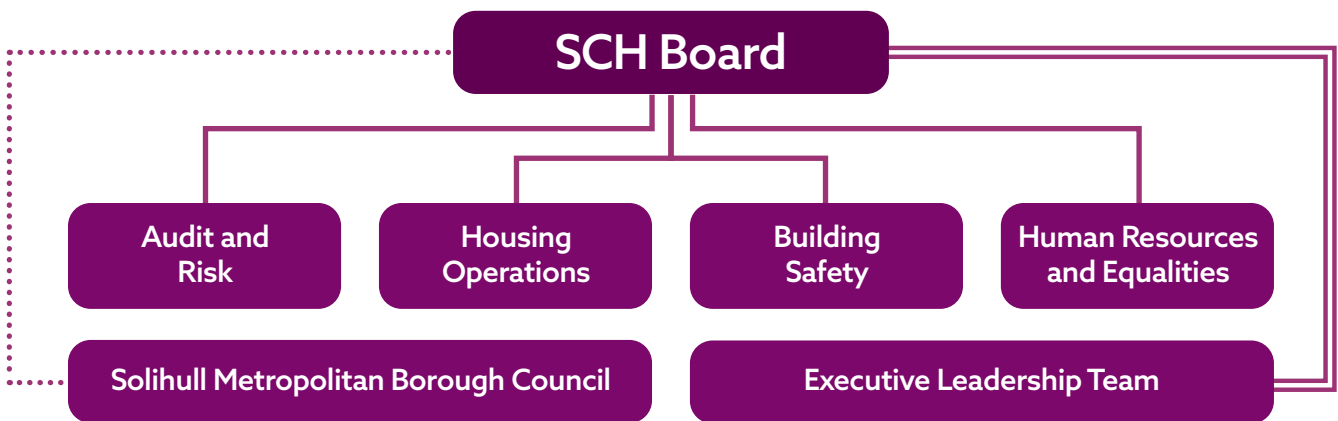 SCH Board
Audit and
Risk
Housing
Operations
Building
Safety
Human Resources
and Equalities
Solihull Metropolitan Borough Council
Executive Leadership Team